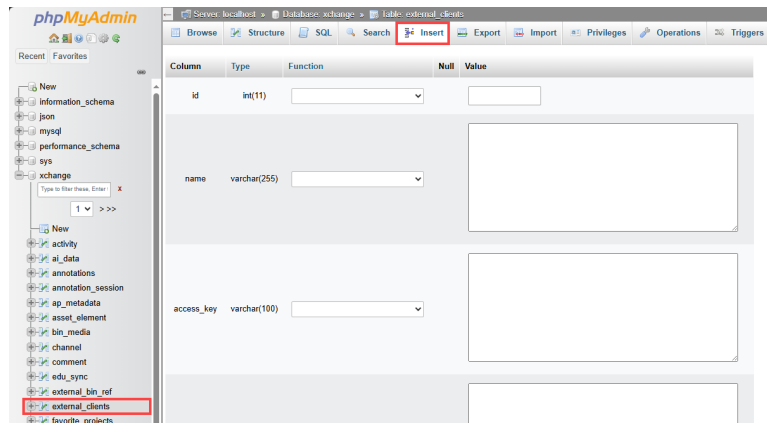 phpMyAdmin
Recent Favorites
New
information_schema
json
mysql
performance_schema
sys
xchange
Type to filter these, Enter
X
1 > >>
New
activity
ai_data
annotations
annotation_session
ap_metadata
asset_element
bin_media
channel
comment
edu_sync
external_bin_ref
external_clients
favorite_projects
Server: localhost » Database: xchange » Table: external_clients
Browse Structure SQL Search Insert Export Import Privileges Operations Triggers
Column Type Function Null Value
id int(11)
name varchar(255)
access_key varchar(100)